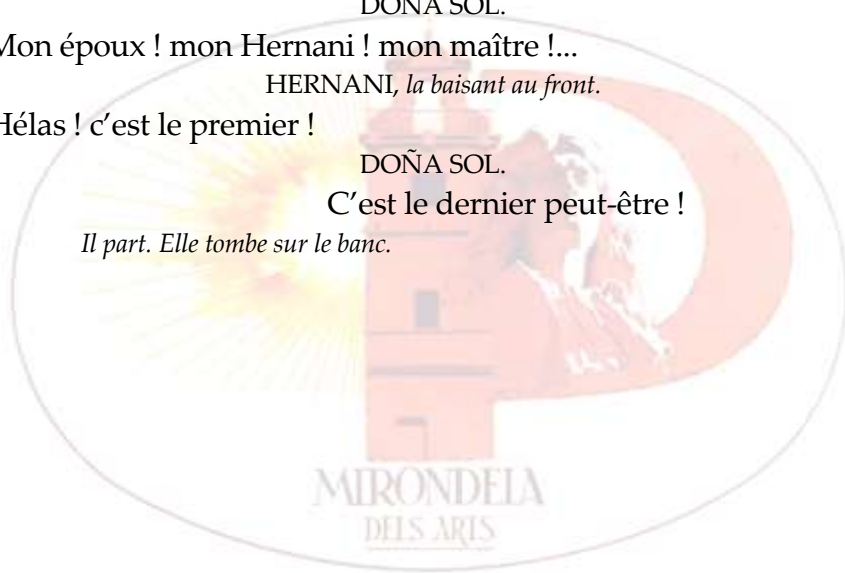 DOÑA SOL.
Mon époux ! mon Hernani ! mon maître !...
HERNANI, la baisant au front.
Hélas ! c’est le premier !
DOÑA SOL.
C’est le dernier peut-être !
Il part. Elle tombe sur le banc.
MIRONDELA
DELS ARTS